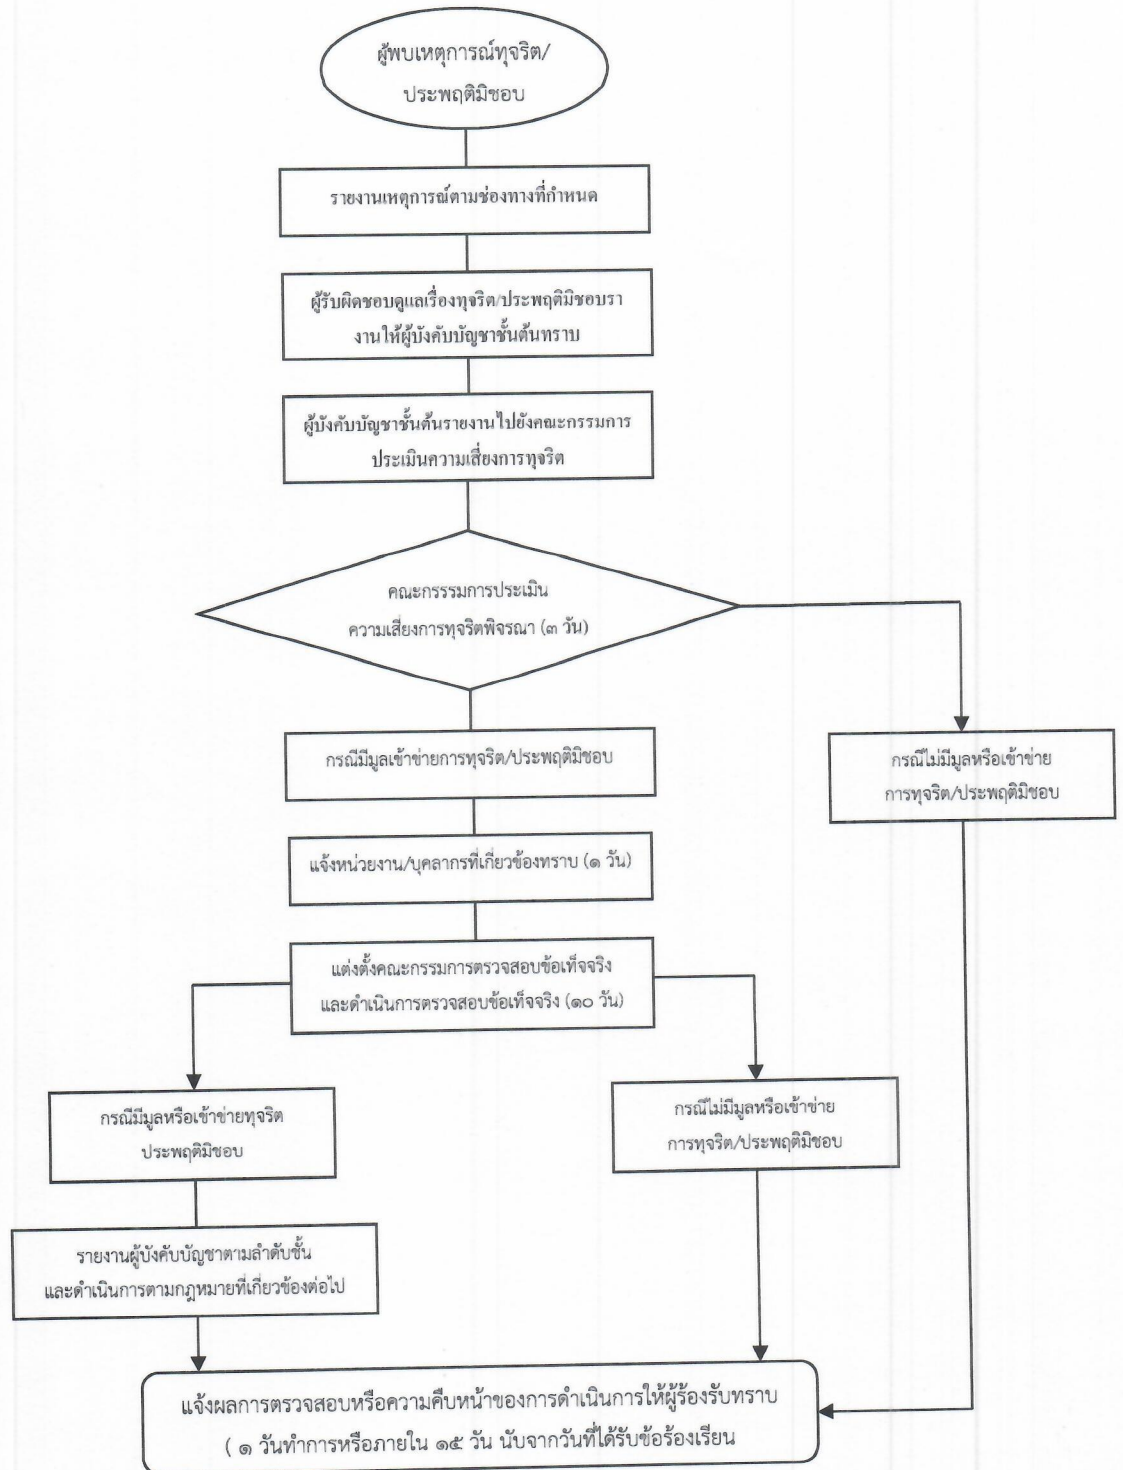 ผู้พบเหตุการณ์ทุจริต/
ประพฤติมิชอบ
รายงานเหตุการณ์ตามช่องทางที่กำหนด
ผู้รับผิดชอบดูแลเรื่องทุจริต/ประพฤติมิชอบรา
งานให้ผู้บังคับบัญชาชั้นต้นทราบ
ผู้บังคับบัญชาชั้นต้นรายงานไปยังคณะกรรมการ
ประเมินความเสี่ยงการทุจริต
คณะกรรรมการประเมิน
ความเสี่ยงการทุจริตพิจรณา (๓ วัน)
กรณีมีมูลเข้าข่ายการทุจริต/ประพฤติมิชอบ
กรณีไม่มีมูลหรือเข้าข่าย
การทุจริต/ประพฤติมิชอบ
แจ้งหน่วยงาน/บุคลากรที่เกี่ยวข้องทราบ (๑ วัน)
แต่งตั้งคณะกรรมการตรวจสอบข้อเท็จจริง
และดำเนินการตรวจสอบข้อเท็จจริง (๑๐ วัน)
กรณีมีมูลหรือเข้าข่ายทุจริต
ประพฤติมิชอบ
กรณีไม่มีมูลหรือเข้าข่าย
การทุจริต/ประพฤติมิชอบ
รายงานผู้บังคับบัญชาตามลำดับชั้น
และดำเนินการตามกฎหมายที่เกี่ยวข้องต่อไป
แจ้งผลการตรวจสอบหรือความคืบหน้าของการดำเนินการให้ผู้ร้องรับทราบ
( ๑ วันทำการหรือภายใน ๑๕ วัน นับจากวันที่ได้รับข้อร้องเรียน